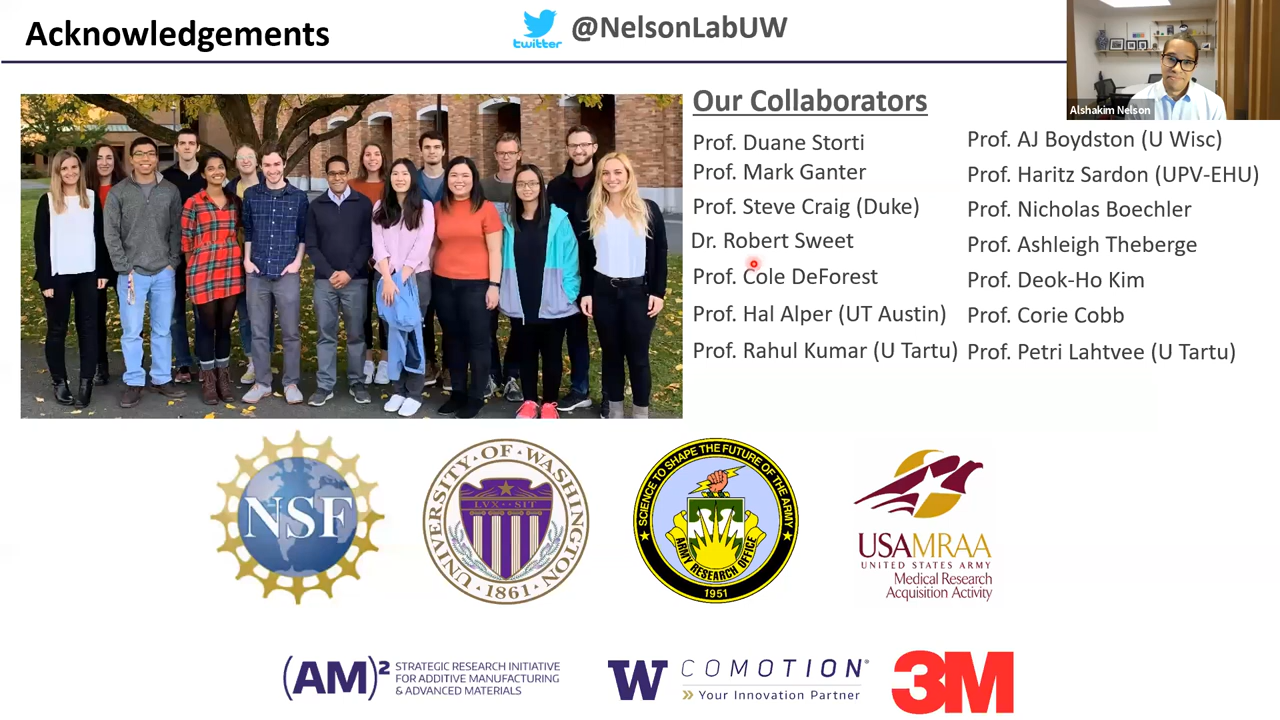 Acknowledgements
twitter
@NelsonLabUW
Alshakim Nelson
Our Collaborators
Prof. Duane Storti
Prof. Mark Ganter
Prof. Steve Craig (Duke)
Dr. Robert Sweet
Prof. Cole DeForest
Prof. Hal Alper (UT Austin)
Prof. Rahul Kumar (U Tartu)
Prof. AJ Boydston (U Wisc)
Prof. Haritz Sardon (UPV-EHU)
Prof. Nicholas Boechler
Prof. Ashleigh Theberge
Prof. Deok-Ho Kim
Prof. Corie Cobb
Prof. Petri Lahtvee (U Tartu)
NSF
UNIVERSITY OF WASHINGTON
LVX SIT
1861
SCIENCE TO SHAPE THE FUTURE OF THE ARMY
ARMY RESEARCH OFFICE
1951
USAMRAA
UNITED STATES ARMY
Medical Research
Acquisition Activity
(AM)²
STRATEGIC RESEARCH INITIATIVE
FOR ADDITIVE MANUFACTURING
& ADVANCED MATERIALS
W COMOTION®
» Your Innovation Partner
3M